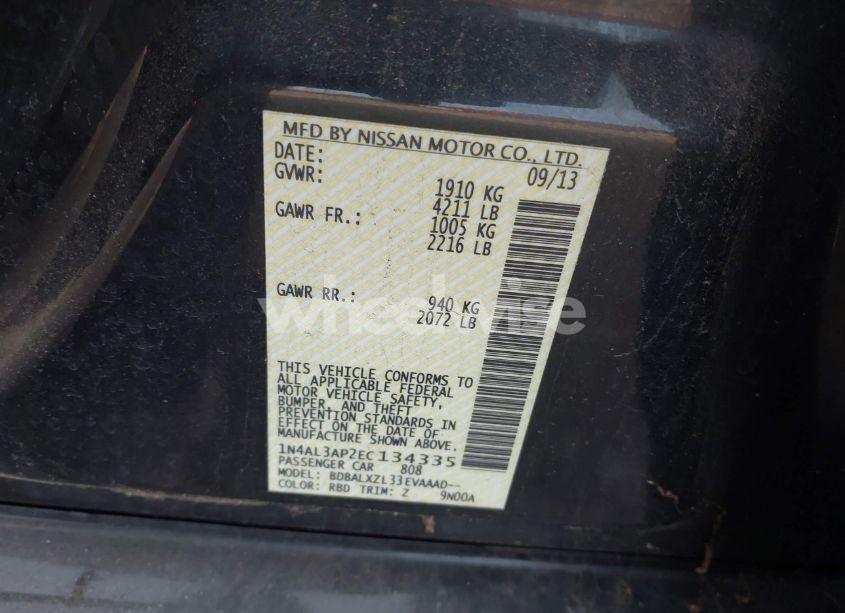 MFD BY NISSAN MOTOR CO., LTD.
DATE: 09/13
GVWR: 1910 KG
4211 LB
GAWR FR.: 1005 KG
2216 LB
GAWR RR.: 940 KG
2072 LB
wheelwise
THIS VEHICLE CONFORMS TO
ALL APPLICABLE FEDERAL
MOTOR VEHICLE SAFETY,
BUMPER, AND THEFT
PREVENTION STANDARDS IN
EFFECT ON THE DATE OF
MANUFACTURE SHOWN ABOVE.
1N4AL3AP2EC134335
PASSENGER CAR 808
MODEL: BDBALXZL33EVAAAD--
COLOR: RBD TRIM: Z 9N00A